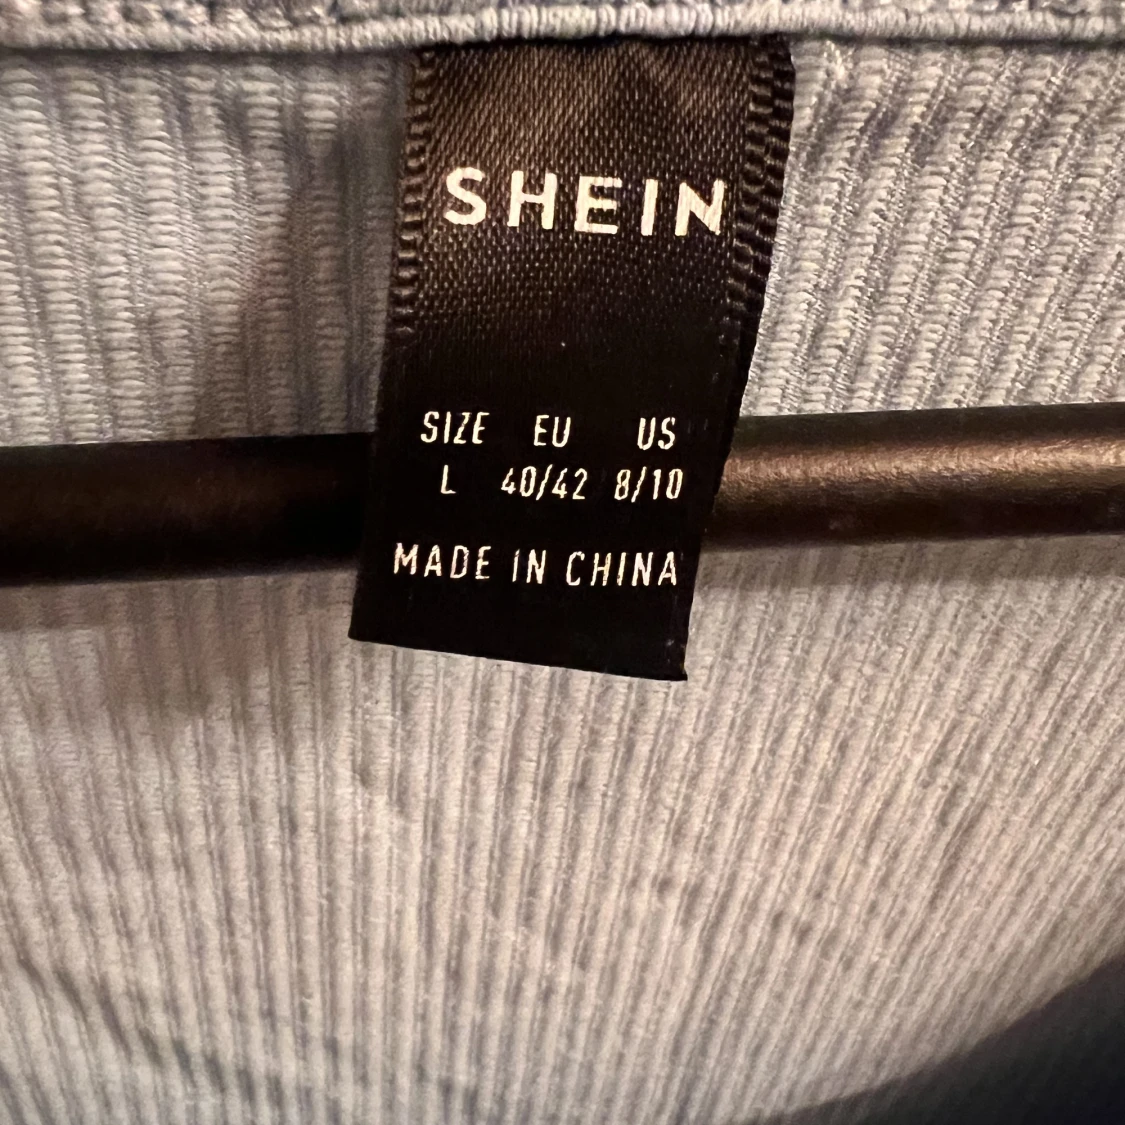 SHEIN
SIZE EU US
L 40/42 8/10
MADE IN CHINA